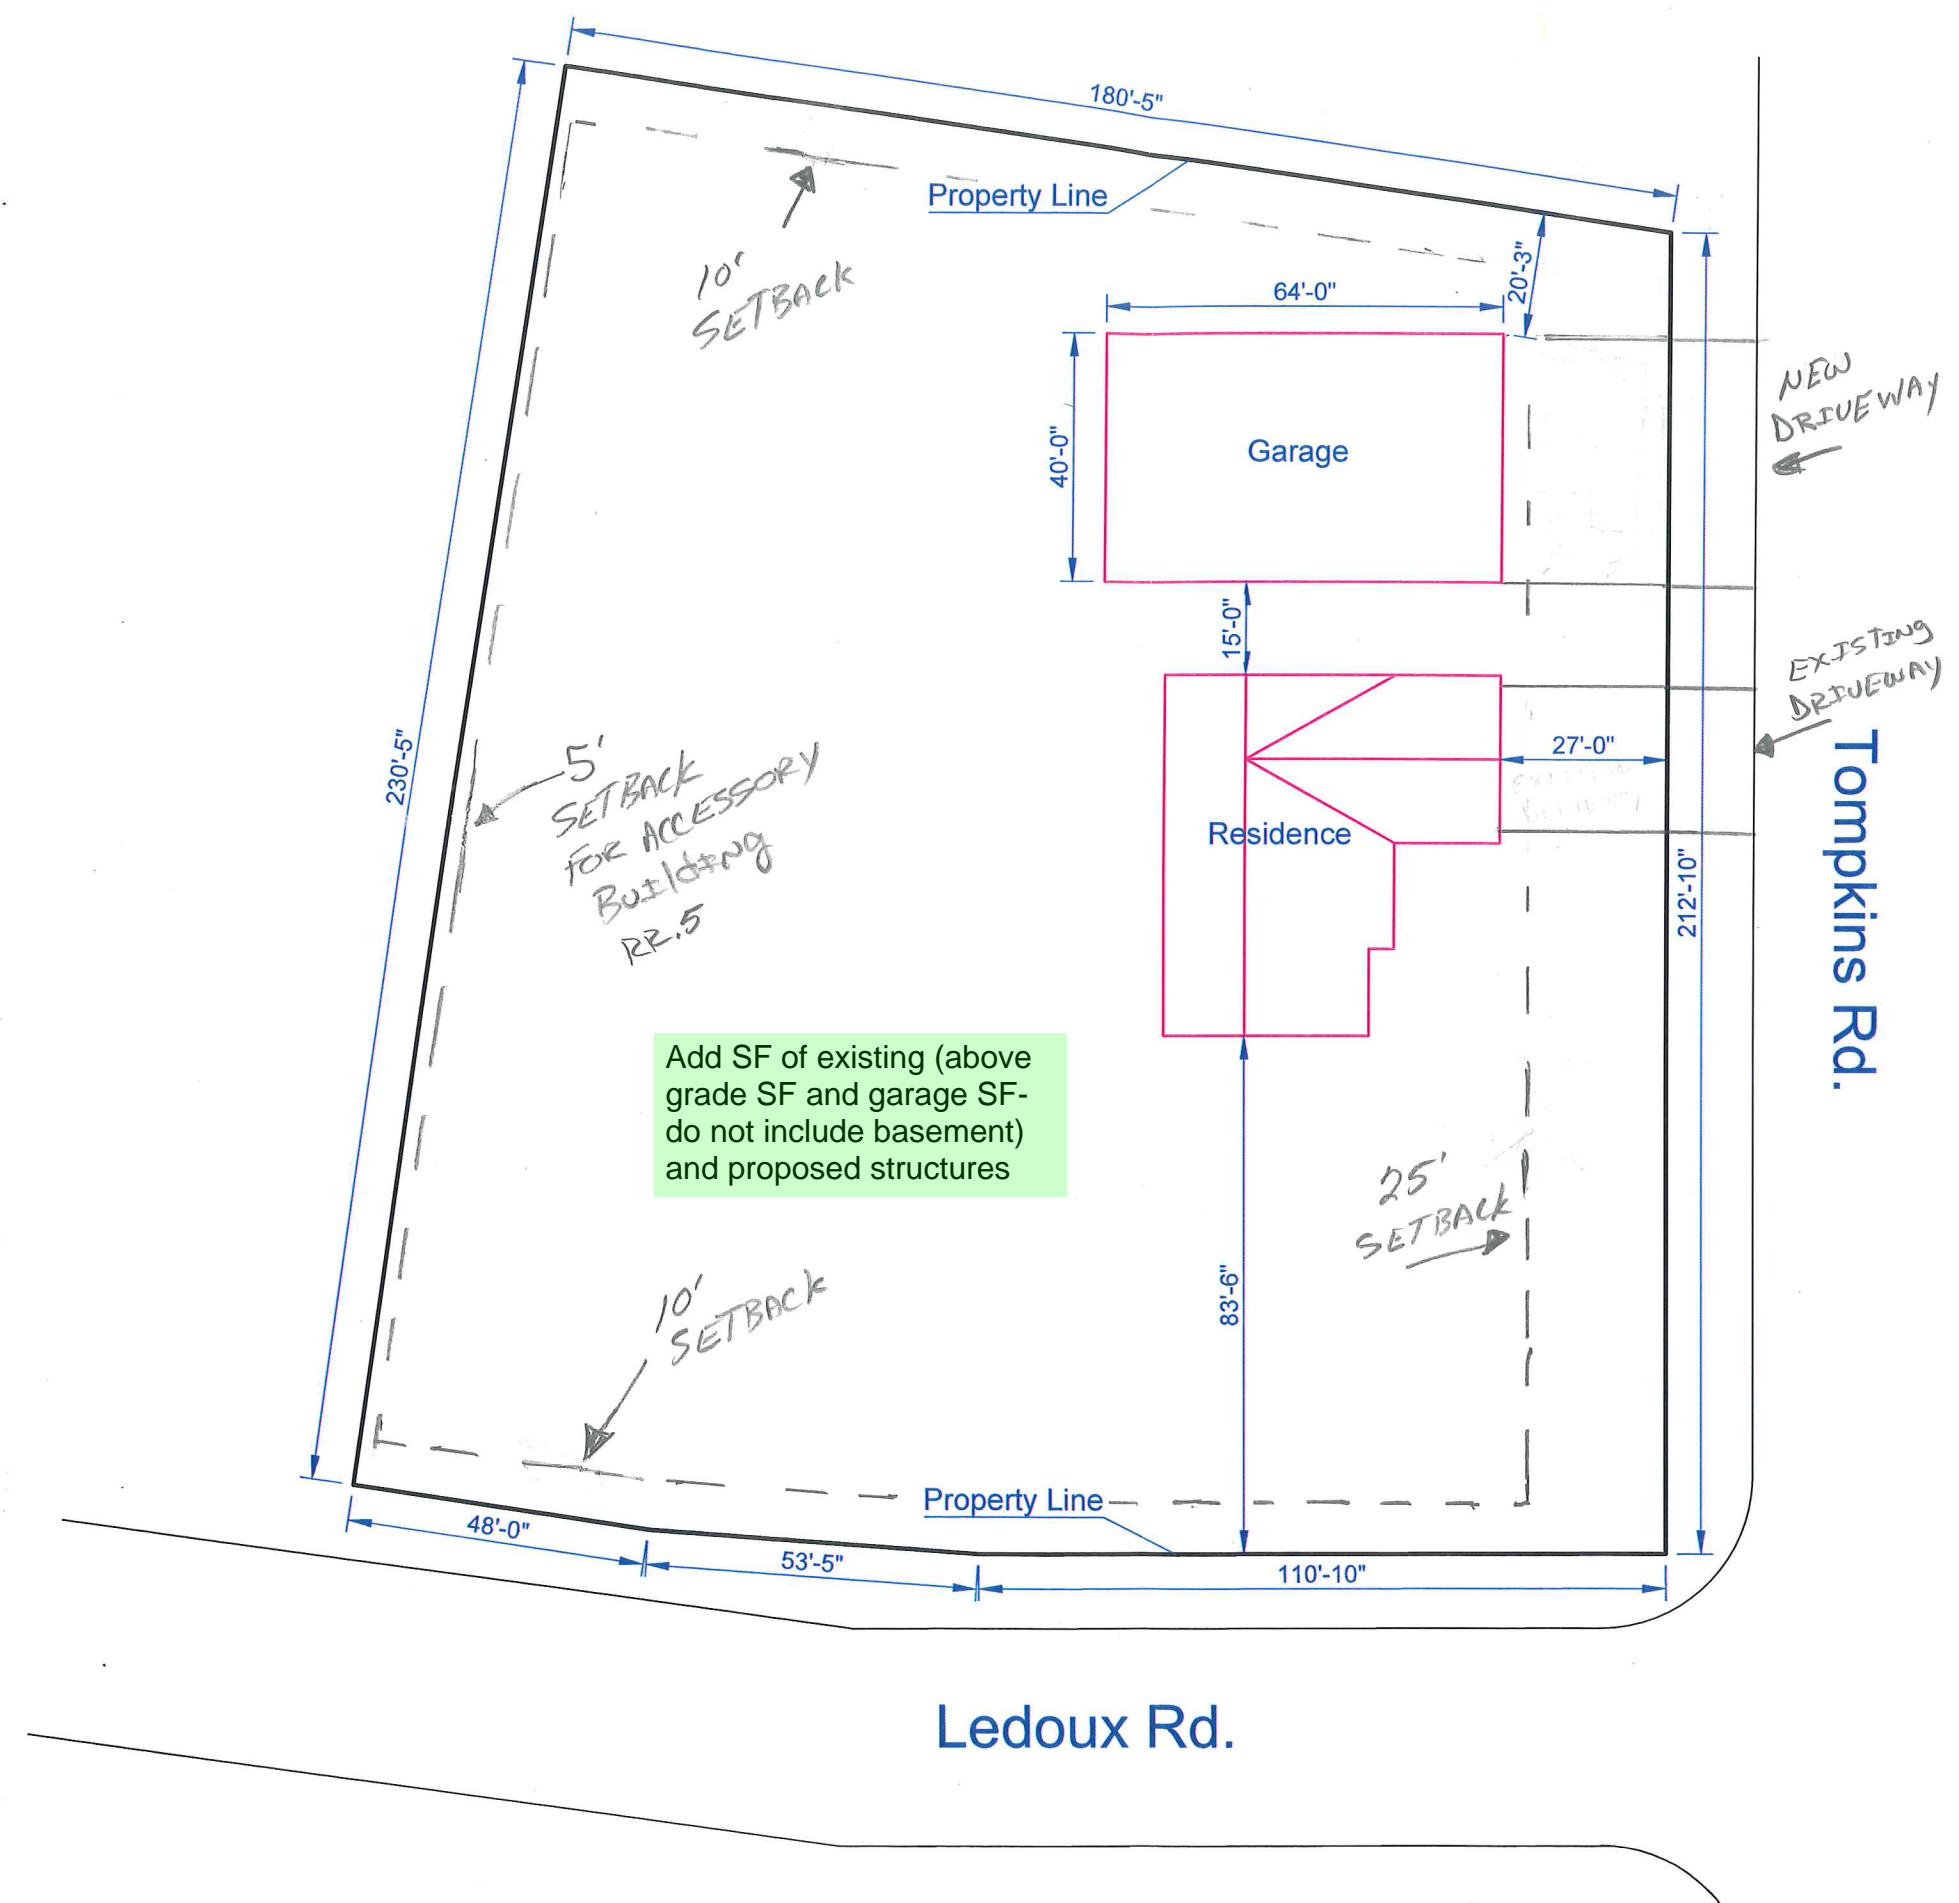 180'-5"
Property Line
10'
SETBACK
20'-3"
64'-0"
NEW
DRIVEWAY
40'-0"
Garage
15'-0"
EXISTING
DRIVEWAY
230'-5"
5'
SETBACK
FOR ACCESSORY
BuildiNg
RR.5
27'-0"
EXISTING
DRIVEWAY
Residence
212'-10"
Tompkins Rd.
Add SF of existing (above
grade SF and garage SF-
do not include basement)
and proposed structures
25'
SETBACK
83'-6"
10'
SETBACK
Property Line
48'-0"
53'-5"
110'-10"
Ledoux Rd.